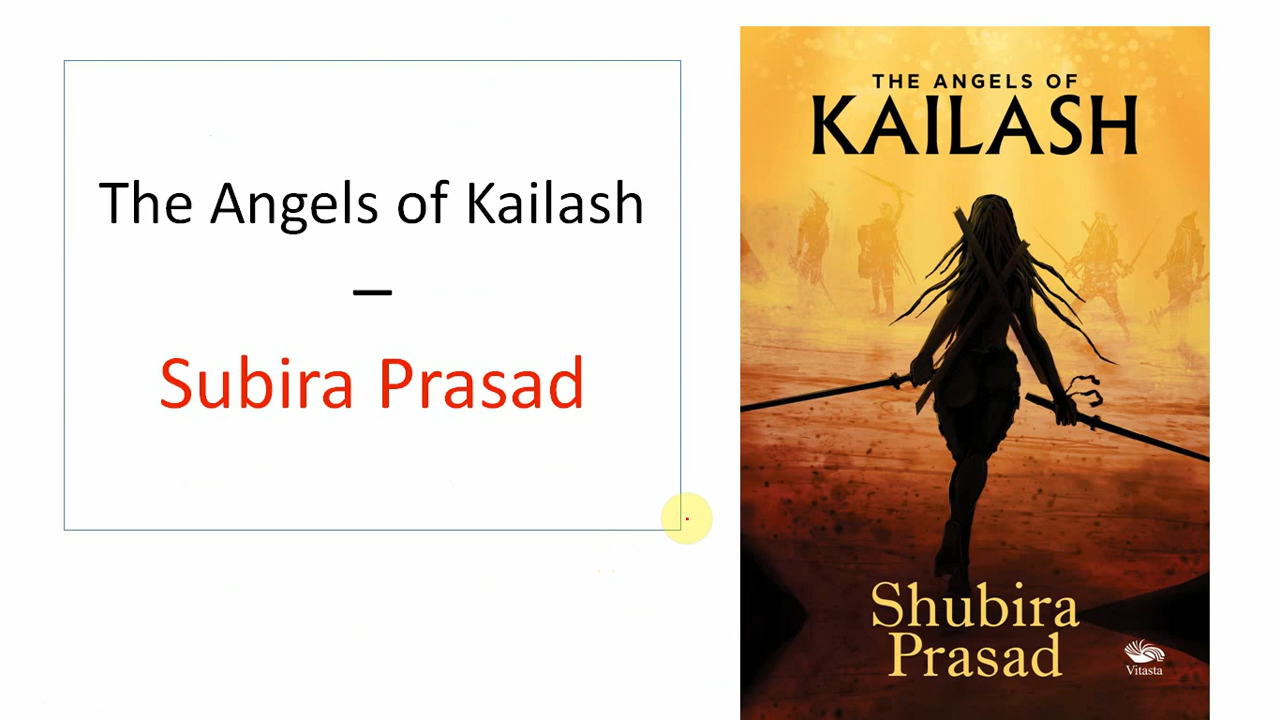 The Angels of Kailash
–
Subira Prasad
THE ANGELS OF
KAILASH
Shubira
Prasad
Vitasta